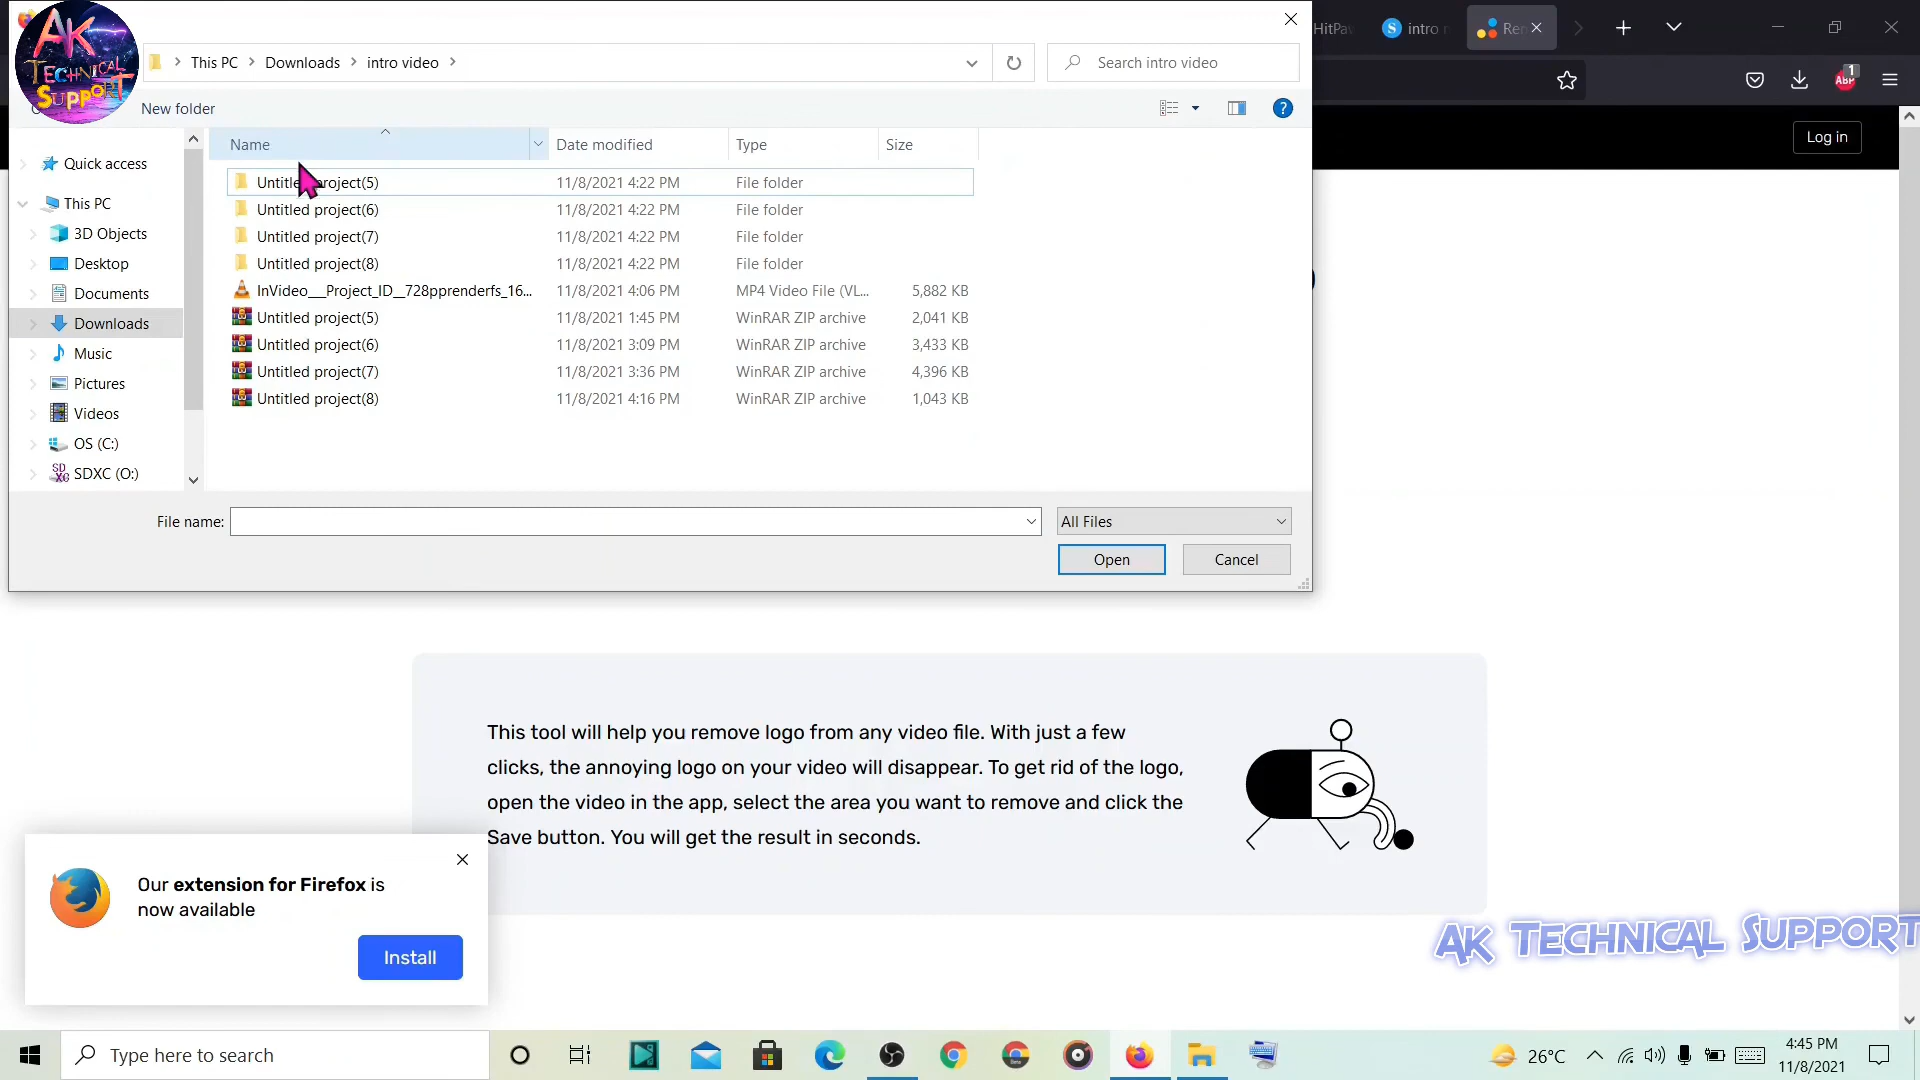 AK
TECHNICAL
SUPPORT
HitPaw
intro
Re
This PC
Downloads
intro video
Search intro video
New folder
ABP
1
Log in
Name
Date modified
Type
Size
Quick access
This PC
3D Objects
Desktop
Documents
Downloads
Music
Pictures
Videos
OS (C:)
SDXC (O:)
Untitled project(5) 11/8/2021 4:22 PM File folder
Untitled project(6) 11/8/2021 4:22 PM File folder
Untitled project(7) 11/8/2021 4:22 PM File folder
Untitled project(8) 11/8/2021 4:22 PM File folder
InVideo___Project_ID__728pprenderfs_16... 11/8/2021 4:06 PM MP4 Video File (VL... 5,882 KB
Untitled project(5) 11/8/2021 1:45 PM WinRAR ZIP archive 2,041 KB
Untitled project(6) 11/8/2021 3:09 PM WinRAR ZIP archive 3,433 KB
Untitled project(7) 11/8/2021 3:36 PM WinRAR ZIP archive 4,396 KB
Untitled project(8) 11/8/2021 4:16 PM WinRAR ZIP archive 1,043 KB
File name:
All Files
Open
Cancel
This tool will help you remove logo from any video file. With just a few
clicks, the annoying logo on your video will disappear. To get rid of the logo,
open the video in the app, select the area you want to remove and click the
Save button. You will get the result in seconds.
Our extension for Firefox is
now available
Install
AK TECHNICAL SUPPORT
Type here to search
26°C
4:45 PM
11/8/2021